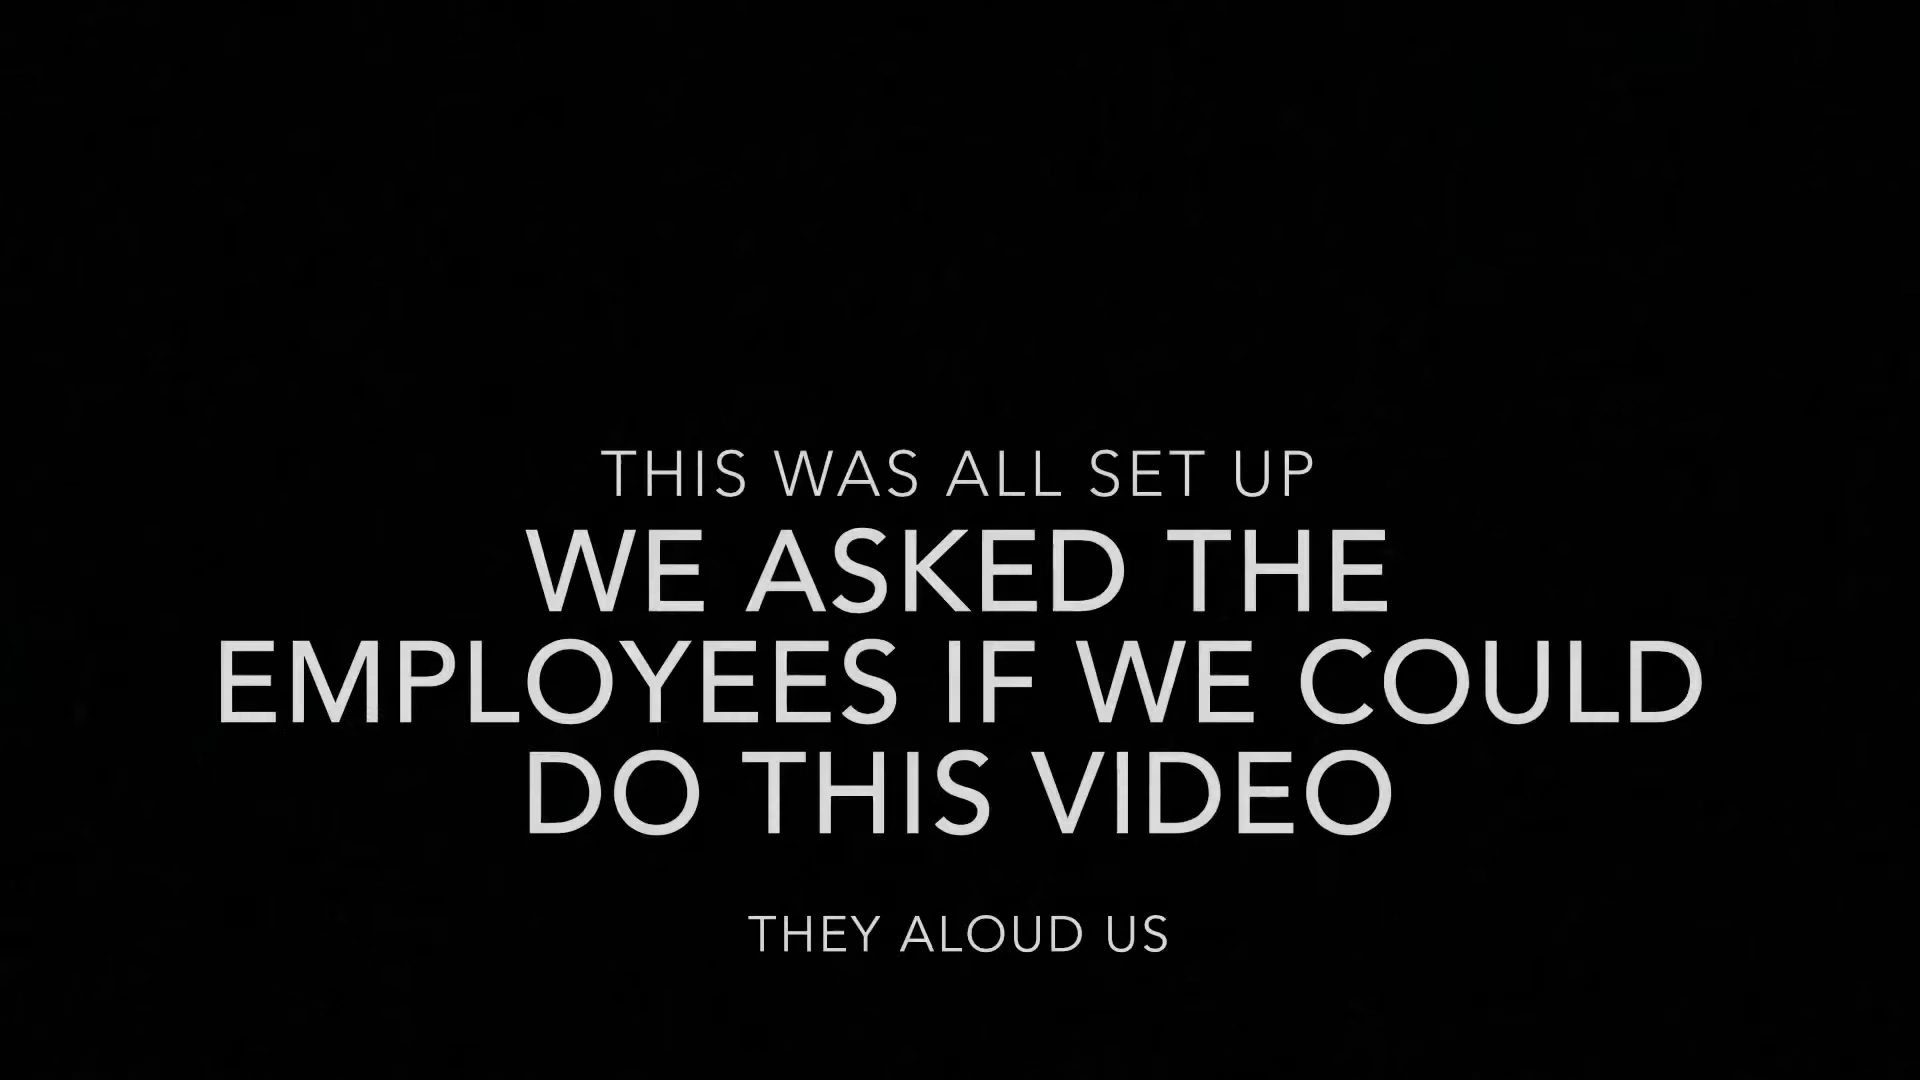 THIS WAS ALL SET UP
WE ASKED THE
EMPLOYEES IF WE COULD
DO THIS VIDEO
THEY ALOUD US